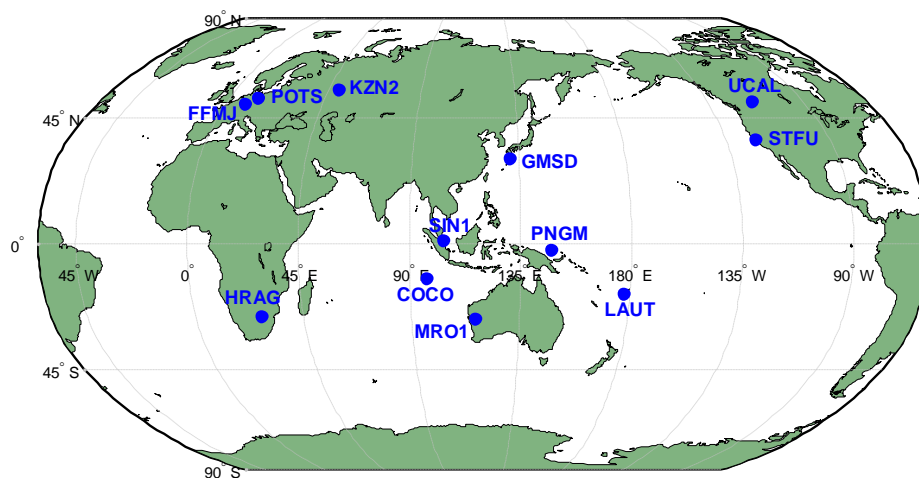 90° N
UCAL
KZN2
POTS
FFMJ
45° N
STFU
GMSD
SIN1
PNGM
0°
45° W
0°
45° E
90° E
135° E
180° E
135° W
90° W
COCO
HRAG
LAUT
MRO1
45° S
90° S